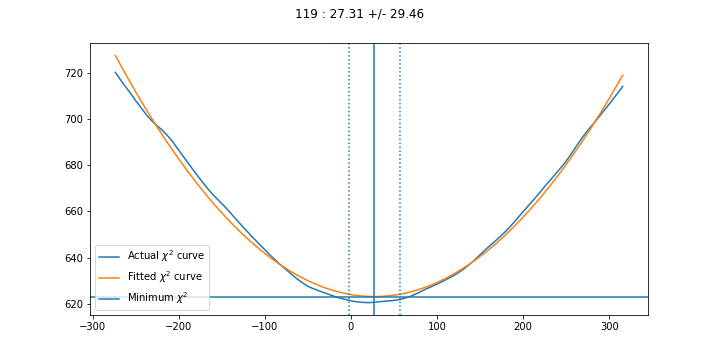 119 : 27.31 +/- 29.46
720
700
680
660
640
620
Actual χ² curve
Fitted χ² curve
Minimum χ²
−300 −200 −100 0 100 200 300